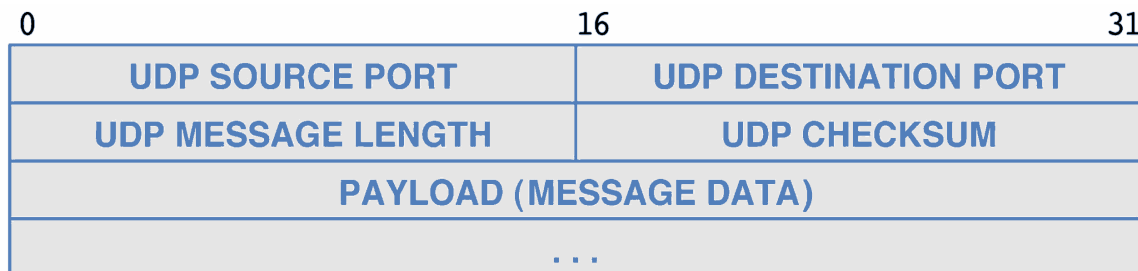 0 16 31
UDP SOURCE PORT UDP DESTINATION PORT
UDP MESSAGE LENGTH UDP CHECKSUM
PAYLOAD (MESSAGE DATA)
. . .